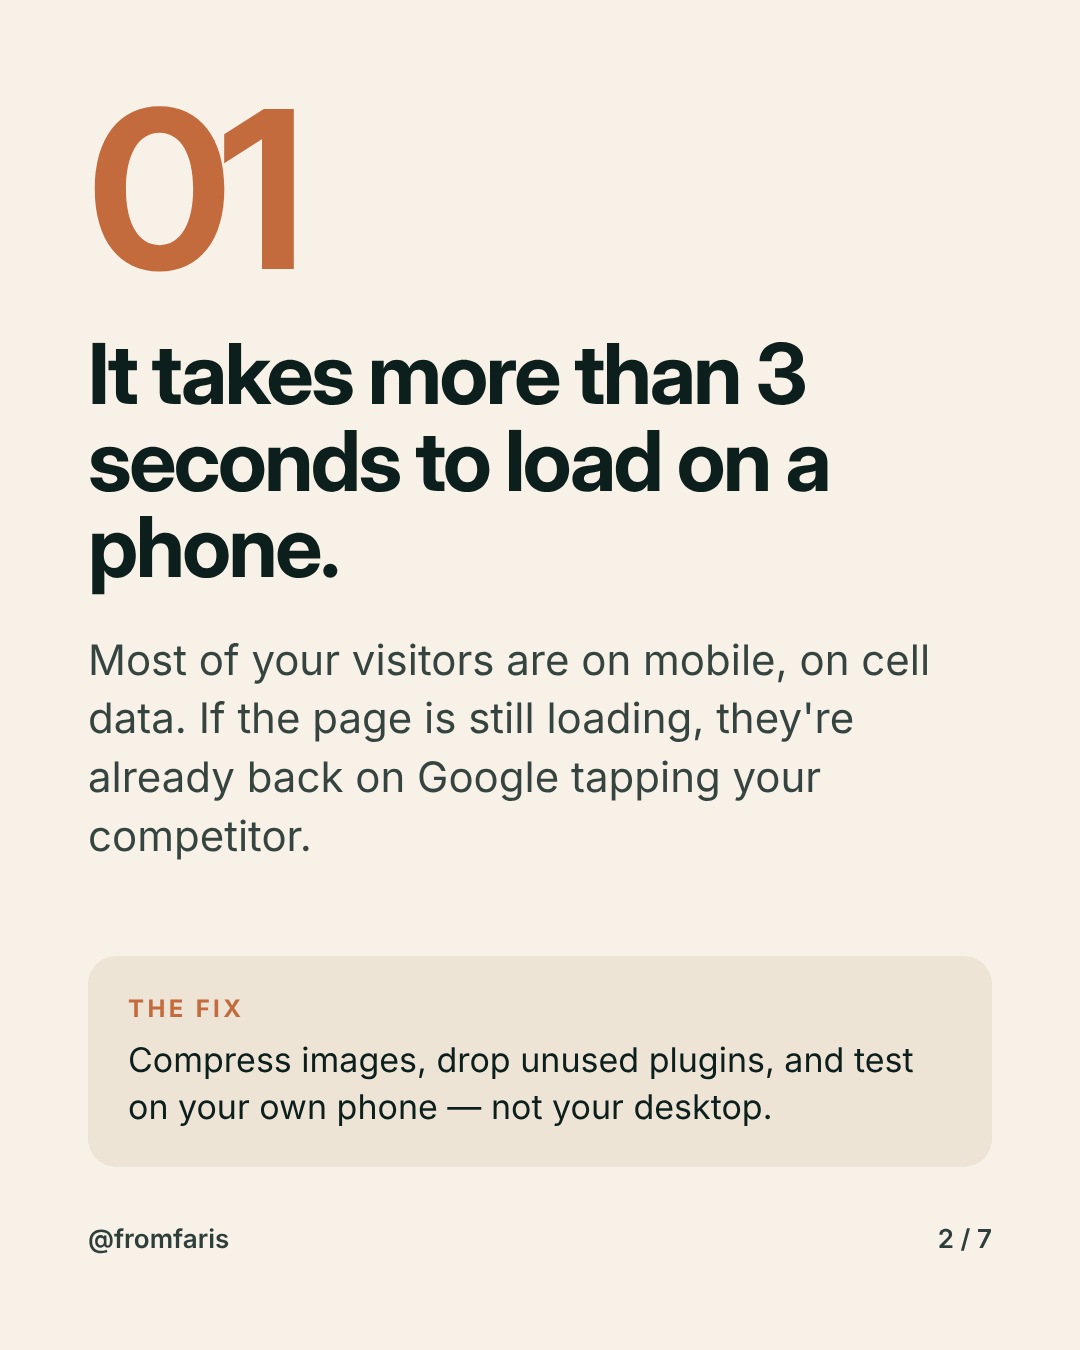 01
It takes more than 3
seconds to load on a
phone.
Most of your visitors are on mobile, on cell
data. If the page is still loading, they're
already back on Google tapping your
competitor.
THE FIX
Compress images, drop unused plugins, and test
on your own phone — not your desktop.
@fromfaris
2 / 7